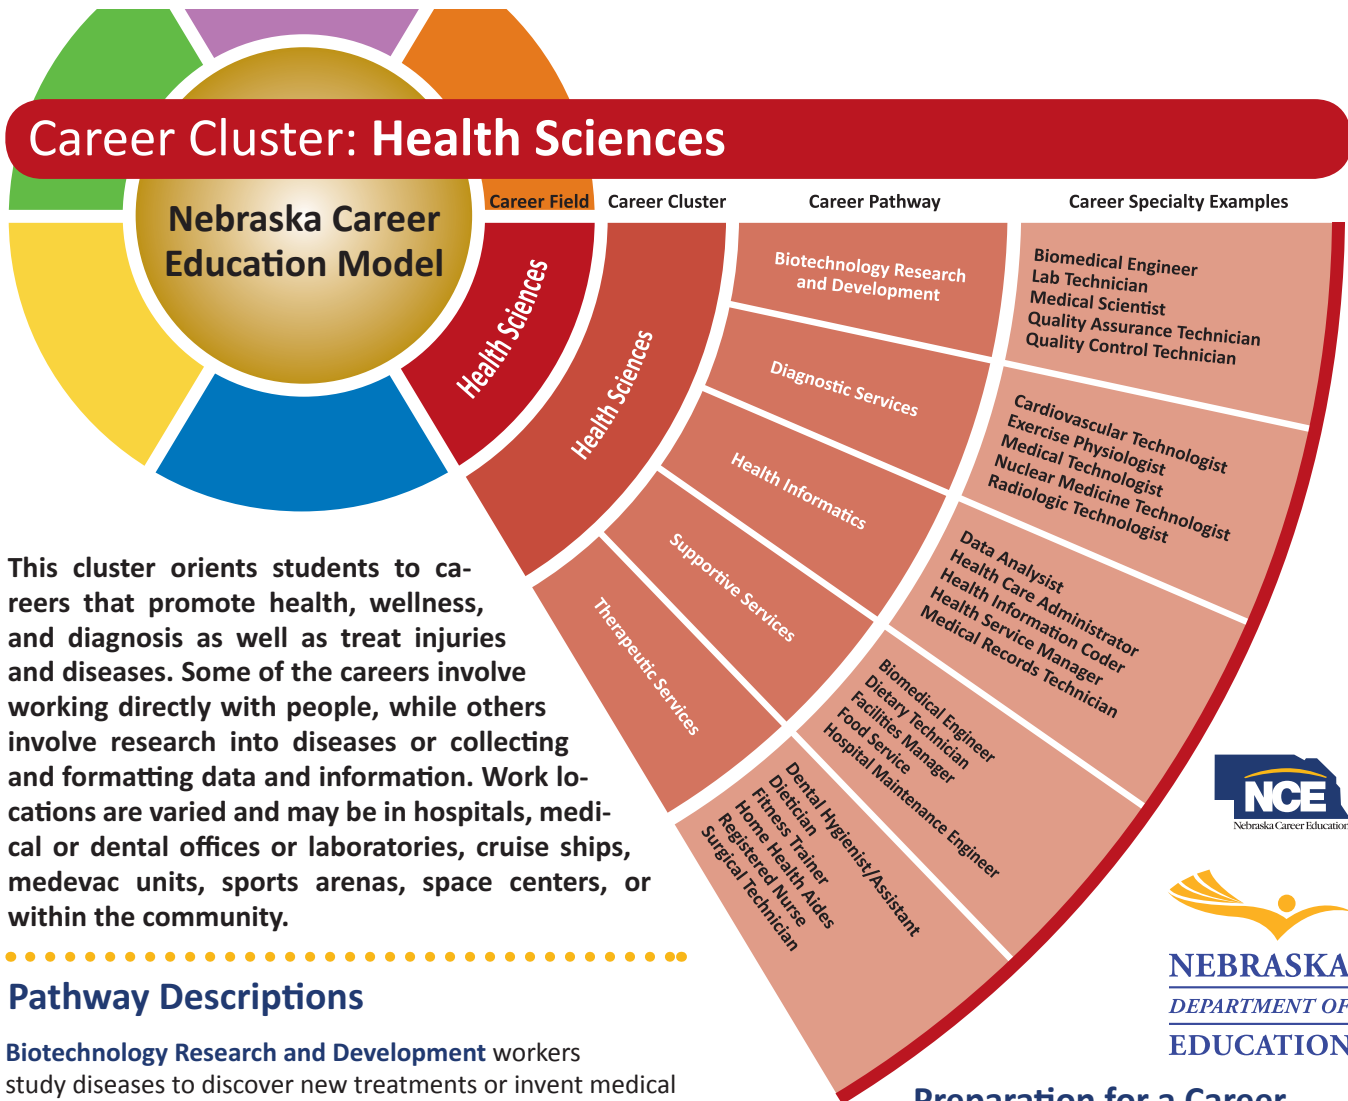 Career Cluster: Health Sciences
Nebraska Career
Education Model
Career Field
Career Cluster
Career Pathway
Career Specialty Examples
Health Sciences
Health Sciences
Biotechnology Research
and Development
Diagnostic Services
Health Informatics
Supportive Services
Therapeutic Services
Biomedical Engineer
Lab Technician
Medical Scientist
Quality Assurance Technician
Quality Control Technician
Cardiovascular Technologist
Exercise Physiologist
Medical Technologist
Nuclear Medicine Technologist
Radiologic Technologist
Data Analysist
Health Care Administrator
Health Information Coder
Health Service Manager
Medical Records Technician
Biomedical Engineer
Dietary Technician
Facilities Manager
Food Service
Hospital Maintenance Engineer
Dental Hygienist/Assistant
Dietician
Fitness Trainer
Home Health Aides
Registered Nurse
Surgical Technician
This cluster orients students to ca-
reers that promote health, wellness,
and diagnosis as well as treat injuries
and diseases. Some of the careers involve
working directly with people, while others
involve research into diseases or collecting
and formatting data and information. Work lo-
cations are varied and may be in hospitals, medi-
cal or dental offices or laboratories, cruise ships,
medevac units, sports arenas, space centers, or
within the community.
NCE
Nebraska Career Education
NEBRASKA
DEPARTMENT OF
EDUCATION
Pathway Descriptions
Biotechnology Research and Development workers
study diseases to discover new treatments or invent medical
Preparation for a Career